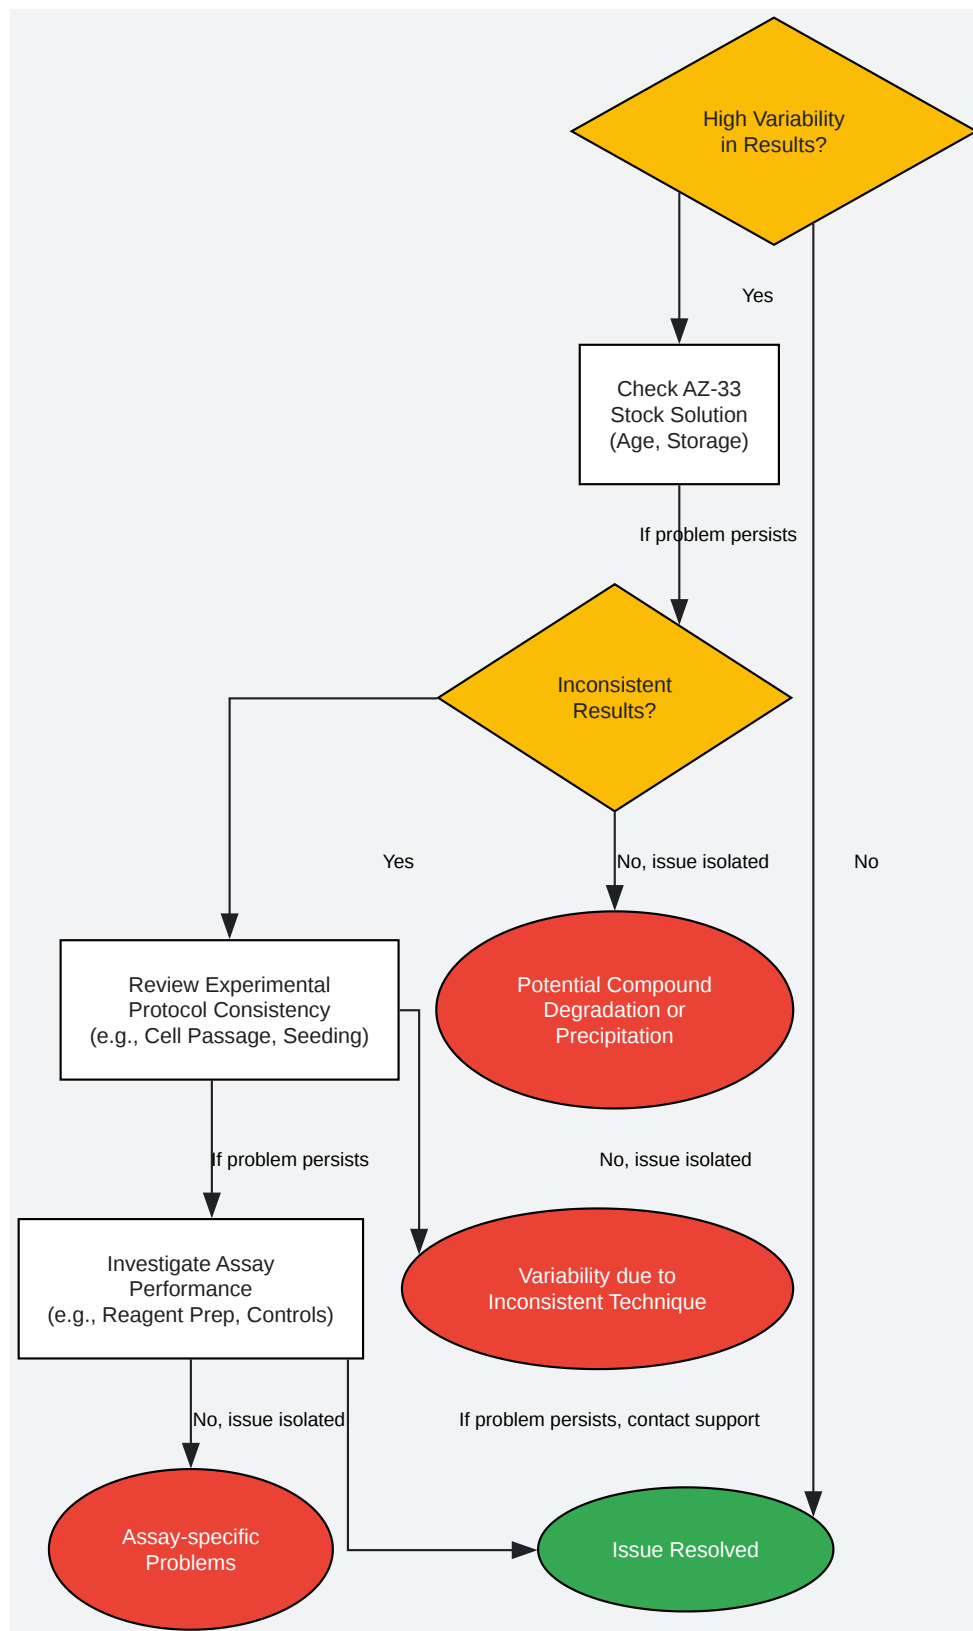 High Variability
in Results?
Yes
Check AZ-33
Stock Solution
(Age, Storage)
If problem persists
Inconsistent
Results?
Yes
No, issue isolated
No
Review Experimental
Protocol Consistency
(e.g., Cell Passage, Seeding)
Potential Compound
Degradation or
Precipitation
If problem persists
No, issue isolated
Investigate Assay
Performance
(e.g., Reagent Prep, Controls)
Variability due to
Inconsistent Technique
No, issue isolated
If problem persists, contact support
Assay-specific
Problems
Issue Resolved